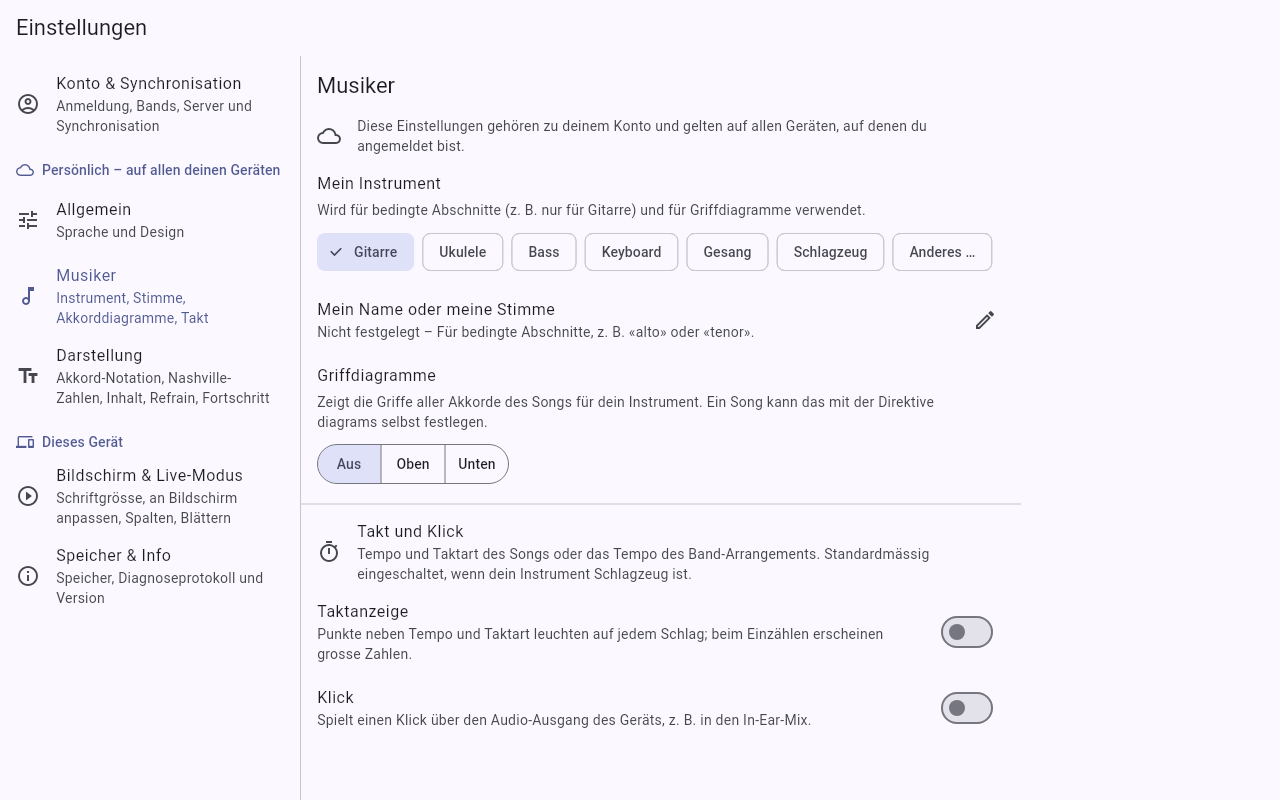 Einstellungen
Konto & Synchronisation
Anmeldung, Bands, Server und
Synchronisation
Persönlich – auf allen deinen Geräten
Allgemein
Sprache und Design
Musiker
Instrument, Stimme,
Akkorddiagramme, Takt
Darstellung
Akkord-Notation, Nashville-
Zahlen, Inhalt, Refrain, Fortschritt
Dieses Gerät
Bildschirm & Live-Modus
Schriftgrösse, an Bildschirm
anpassen, Spalten, Blättern
Speicher & Info
Speicher, Diagnoseprotokoll und
Version
Musiker
Diese Einstellungen gehören zu deinem Konto und gelten auf allen Geräten, auf denen du
angemeldet bist.
Mein Instrument
Wird für bedingte Abschnitte (z. B. nur für Gitarre) und für Griffdiagramme verwendet.
Gitarre Ukulele Bass Keyboard Gesang Schlagzeug Anderes …
Mein Name oder meine Stimme
Nicht festgelegt – Für bedingte Abschnitte, z. B. «alto» oder «tenor».
Griffdiagramme
Zeigt die Griffe aller Akkorde des Songs für dein Instrument. Ein Song kann das mit der Direktive
diagrams selbst festlegen.
Aus Oben Unten
Takt und Klick
Tempo und Taktart des Songs oder das Tempo des Band-Arrangements. Standardmässig
eingeschaltet, wenn dein Instrument Schlagzeug ist.
Taktanzeige
Punkte neben Tempo und Taktart leuchten auf jedem Schlag; beim Einzählen erscheinen
grosse Zahlen.
Klick
Spielt einen Klick über den Audio-Ausgang des Geräts, z. B. in den In-Ear-Mix.